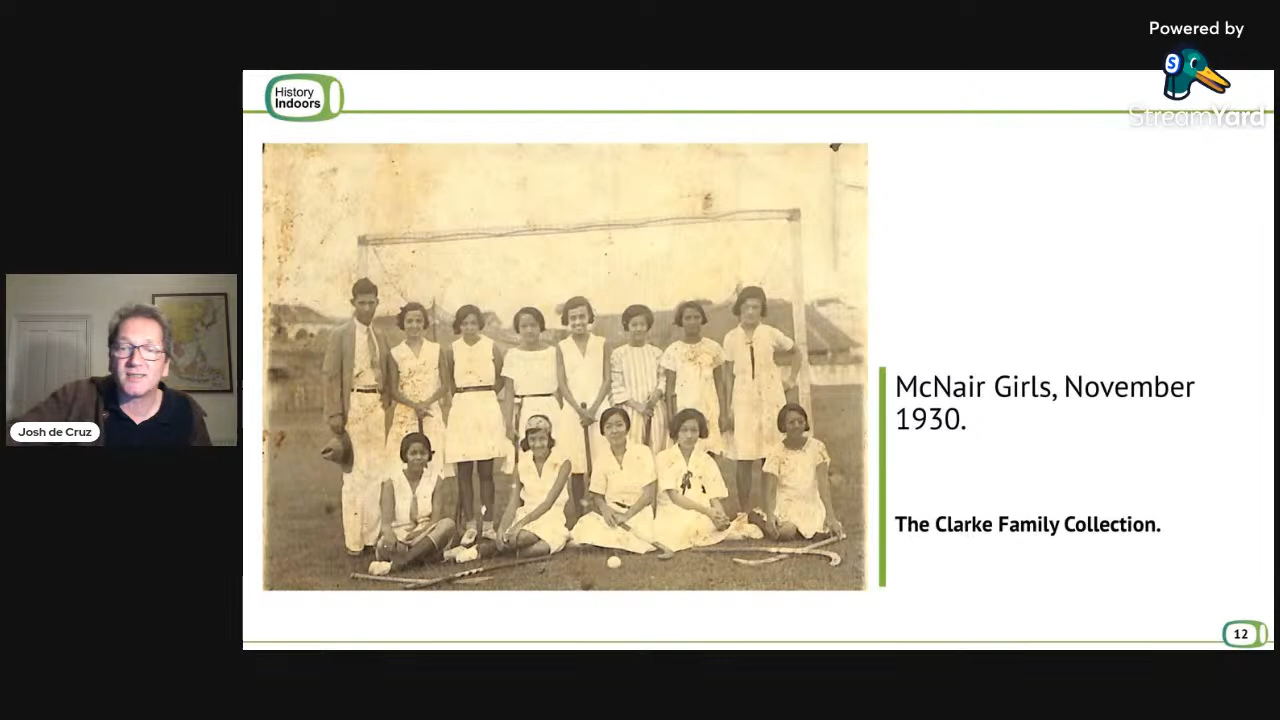 Powered by
S
StreamYard
History
Indoors
McNair Girls, November
1930.
The Clarke Family Collection.
Josh de Cruz
12